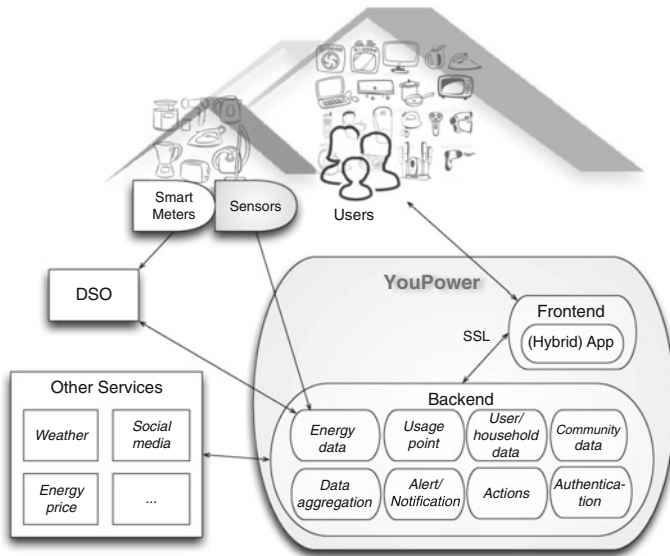 Smart
Meters
Sensors
Users
DSO
YouPower
Frontend
(Hybrid) App
SSL
Other Services
Weather
Social
media
Energy
price
...
Backend
Energy
data
Usage
point
User/
household
data
Community
data
Data
aggregation
Alert/
Notification
Actions
Authentica-
tion